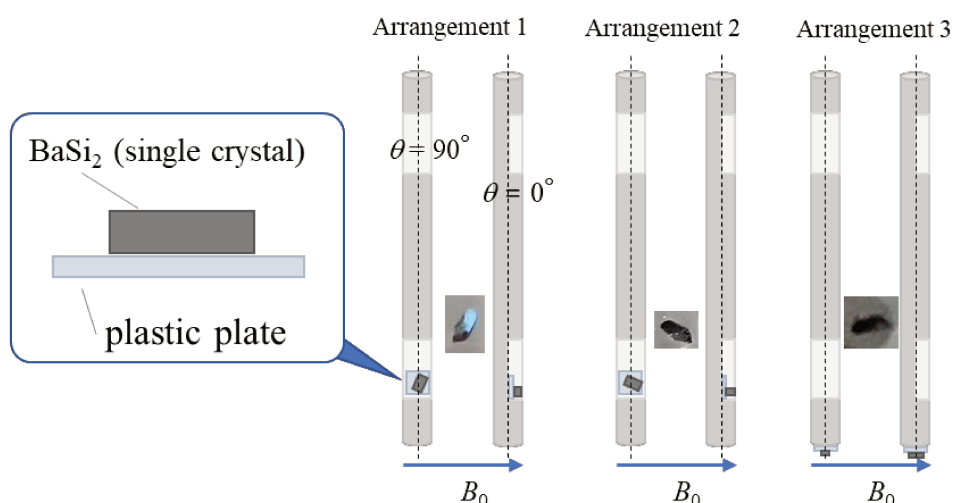 Arrangement 1
Arrangement 2
Arrangement 3
BaSi₂ (single crystal)
plastic plate
θ = 90°
θ = 0°
B₀
B₀
B₀